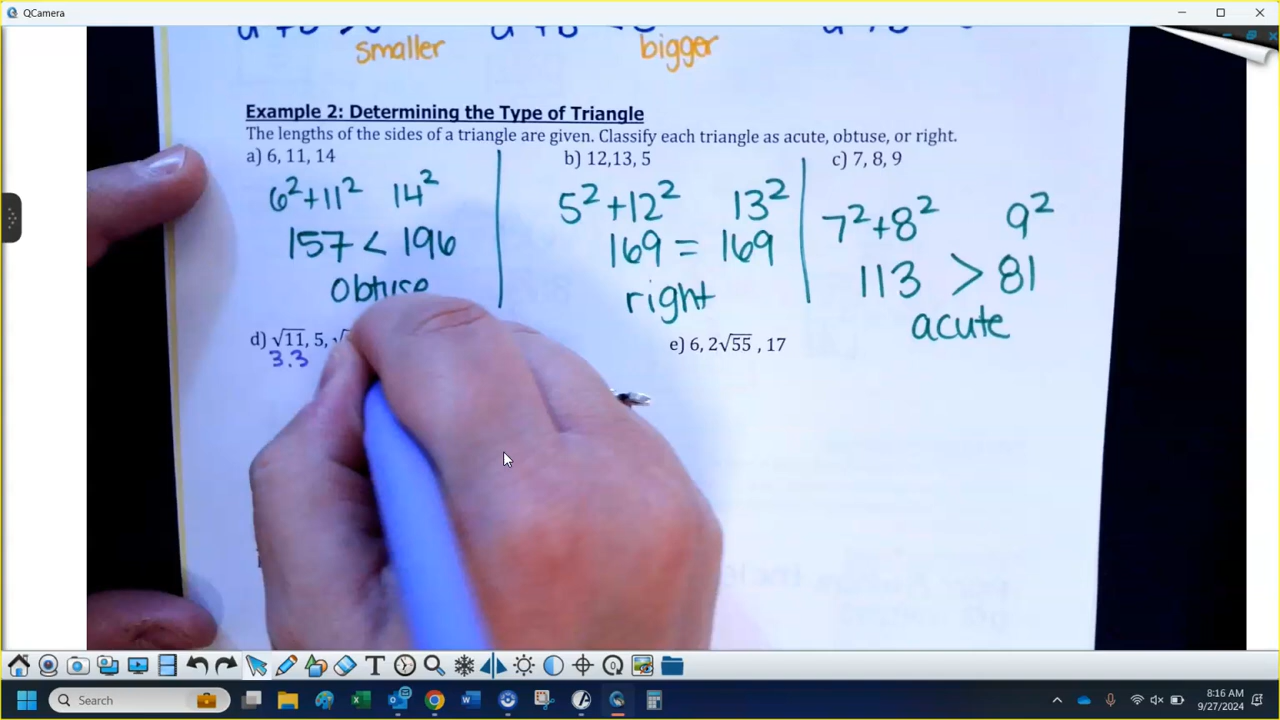 QCamera
smaller
bigger
Example 2: Determining the Type of Triangle
The lengths of the sides of a triangle are given. Classify each triangle as acute, obtuse, or right.
a) 6, 11, 14
b) 12,13, 5
c) 7, 8, 9
6²+11² 14²
157 < 196
obtuse
5²+12² 13²
169 = 169
right
7²+8² 9²
113 > 81
acute
d) √11, 5,
3.3
e) 6, 2√55 , 17
Search
8:16 AM
9/27/2024